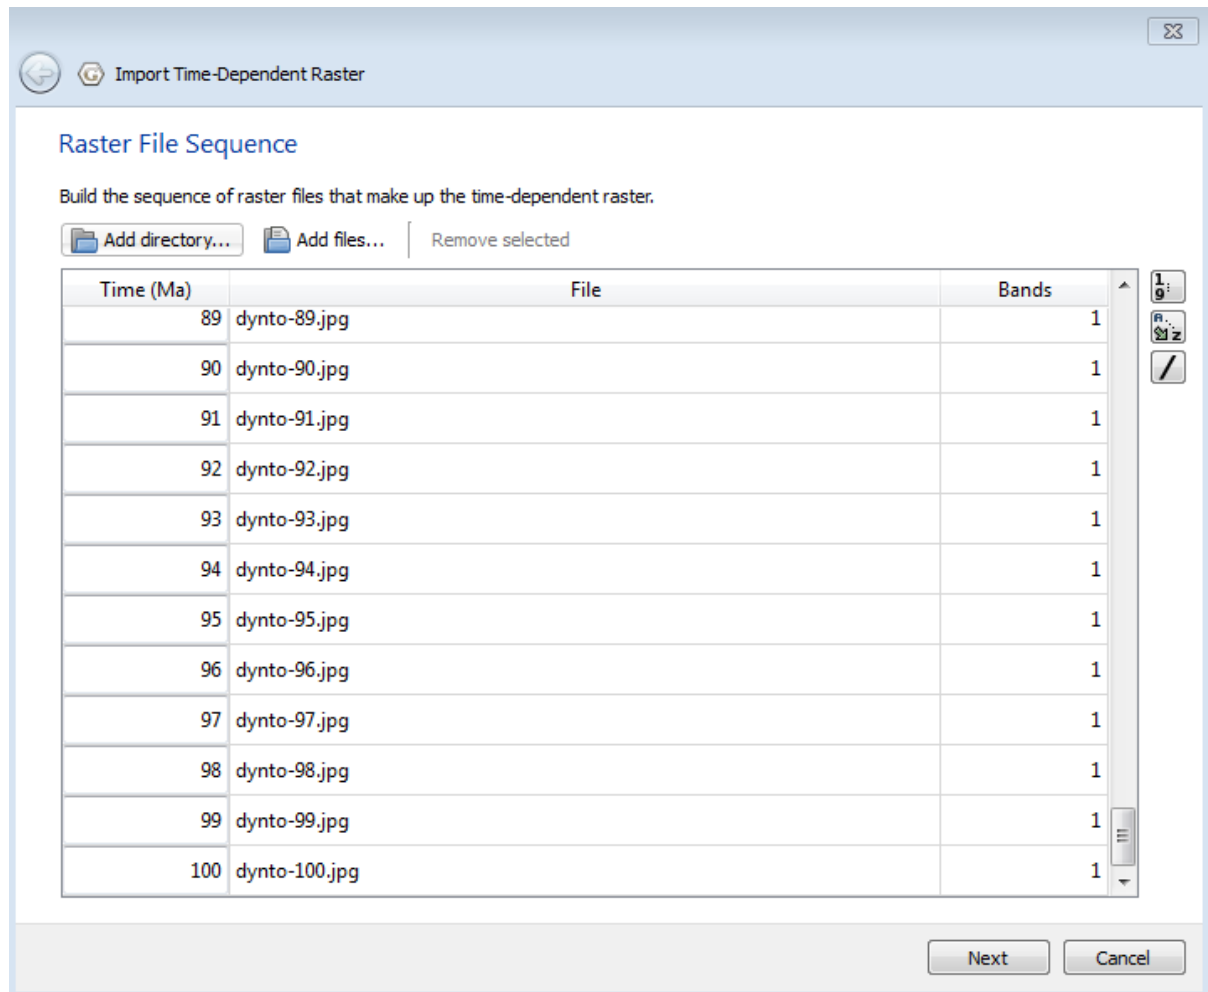 Import Time-Dependent Raster
Raster File Sequence
Build the sequence of raster files that make up the time-dependent raster.
Add directory... Add files... Remove selected
Time (Ma) File Bands
89 dynto-89.jpg 1
90 dynto-90.jpg 1
91 dynto-91.jpg 1
92 dynto-92.jpg 1
93 dynto-93.jpg 1
94 dynto-94.jpg 1
95 dynto-95.jpg 1
96 dynto-96.jpg 1
97 dynto-97.jpg 1
98 dynto-98.jpg 1
99 dynto-99.jpg 1
100 dynto-100.jpg 1
Next Cancel